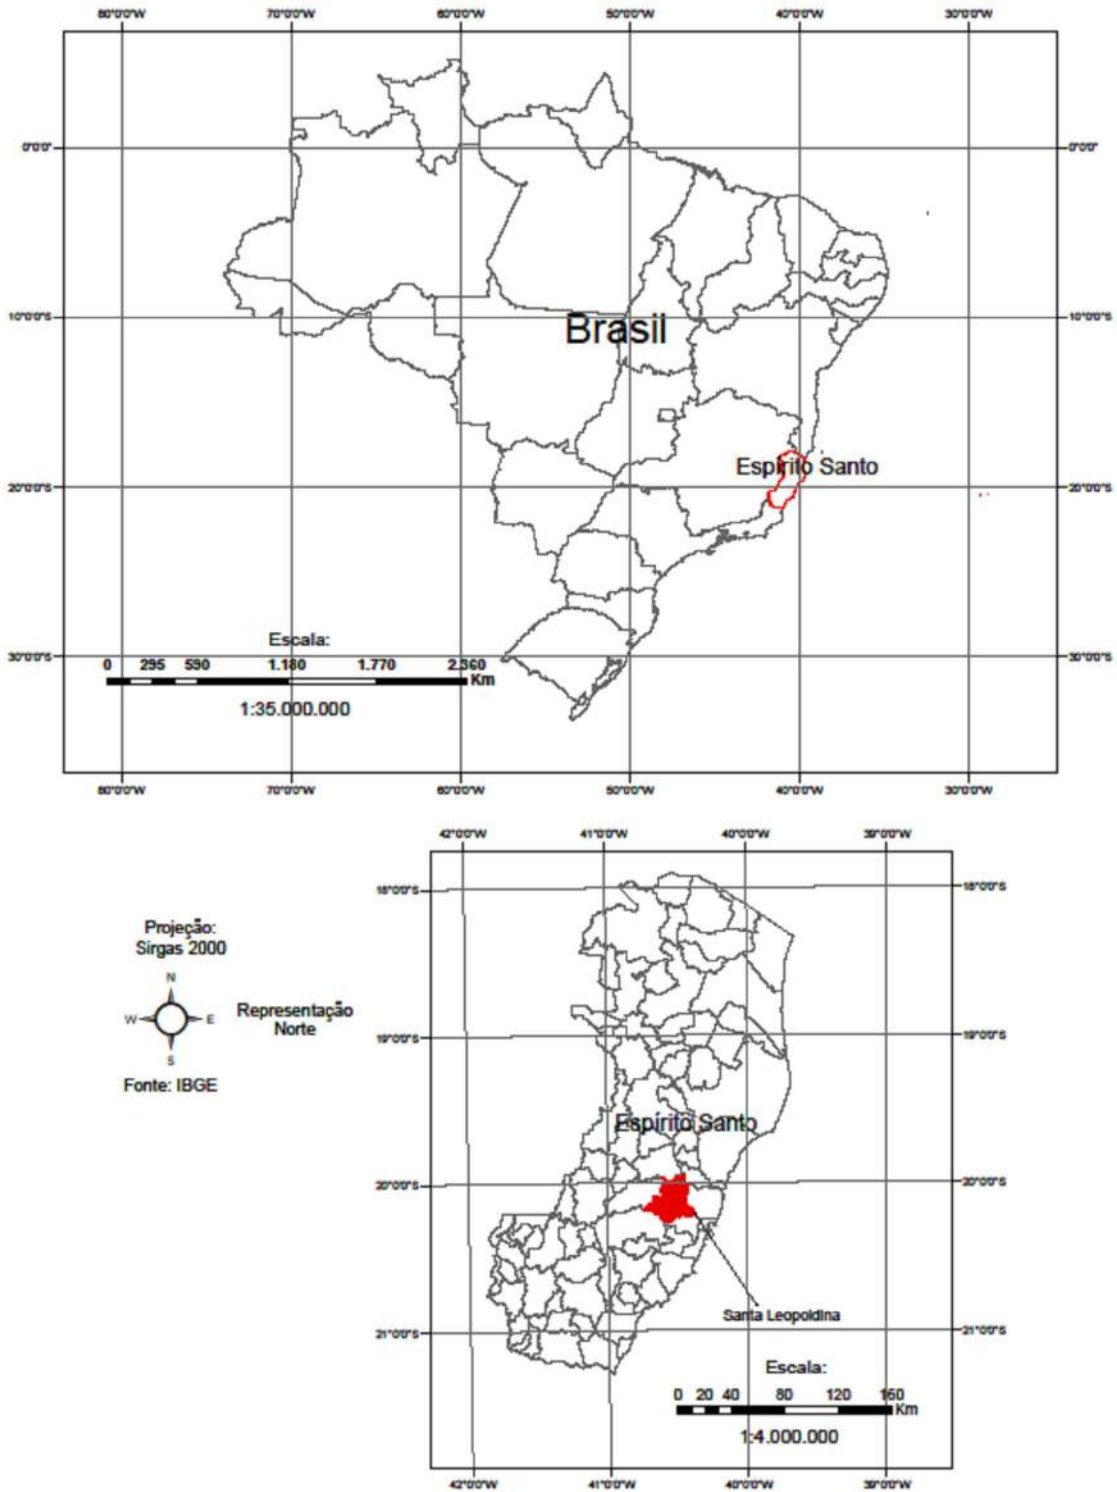 80°0'0"W 70°0'0"W 60°0'0"W 50°0'0"W 40°0'0"W 30°0'0"W
0°0'0" 0°0'0"
Brasil
10°0'0"S 10°0'0"S
Espírito Santo
20°0'0"S 20°0'0"S
Escala:
30°0'0"S 30°0'0"S
0 295 590 1.180 1.770 2.360
Km
1:35.000.000
80°0'0"W 70°0'0"W 60°0'0"W 50°0'0"W 40°0'0"W 30°0'0"W
42°0'0"W 41°0'0"W 40°0'0"W 39°0'0"W
18°0'0"S 18°0'0"S
Projeção:
Sirgas 2000
N
W E
S
Representação
Norte
Fonte: IBGE
19°0'0"S 19°0'0"S
Espírito Santo
20°0'0"S 20°0'0"S
Santa Leopoldina
21°0'0"S 21°0'0"S
Escala:
0 20 40 80 120 160
Km
1:4.000.000
42°0'0"W 41°0'0"W 40°0'0"W 39°0'0"W